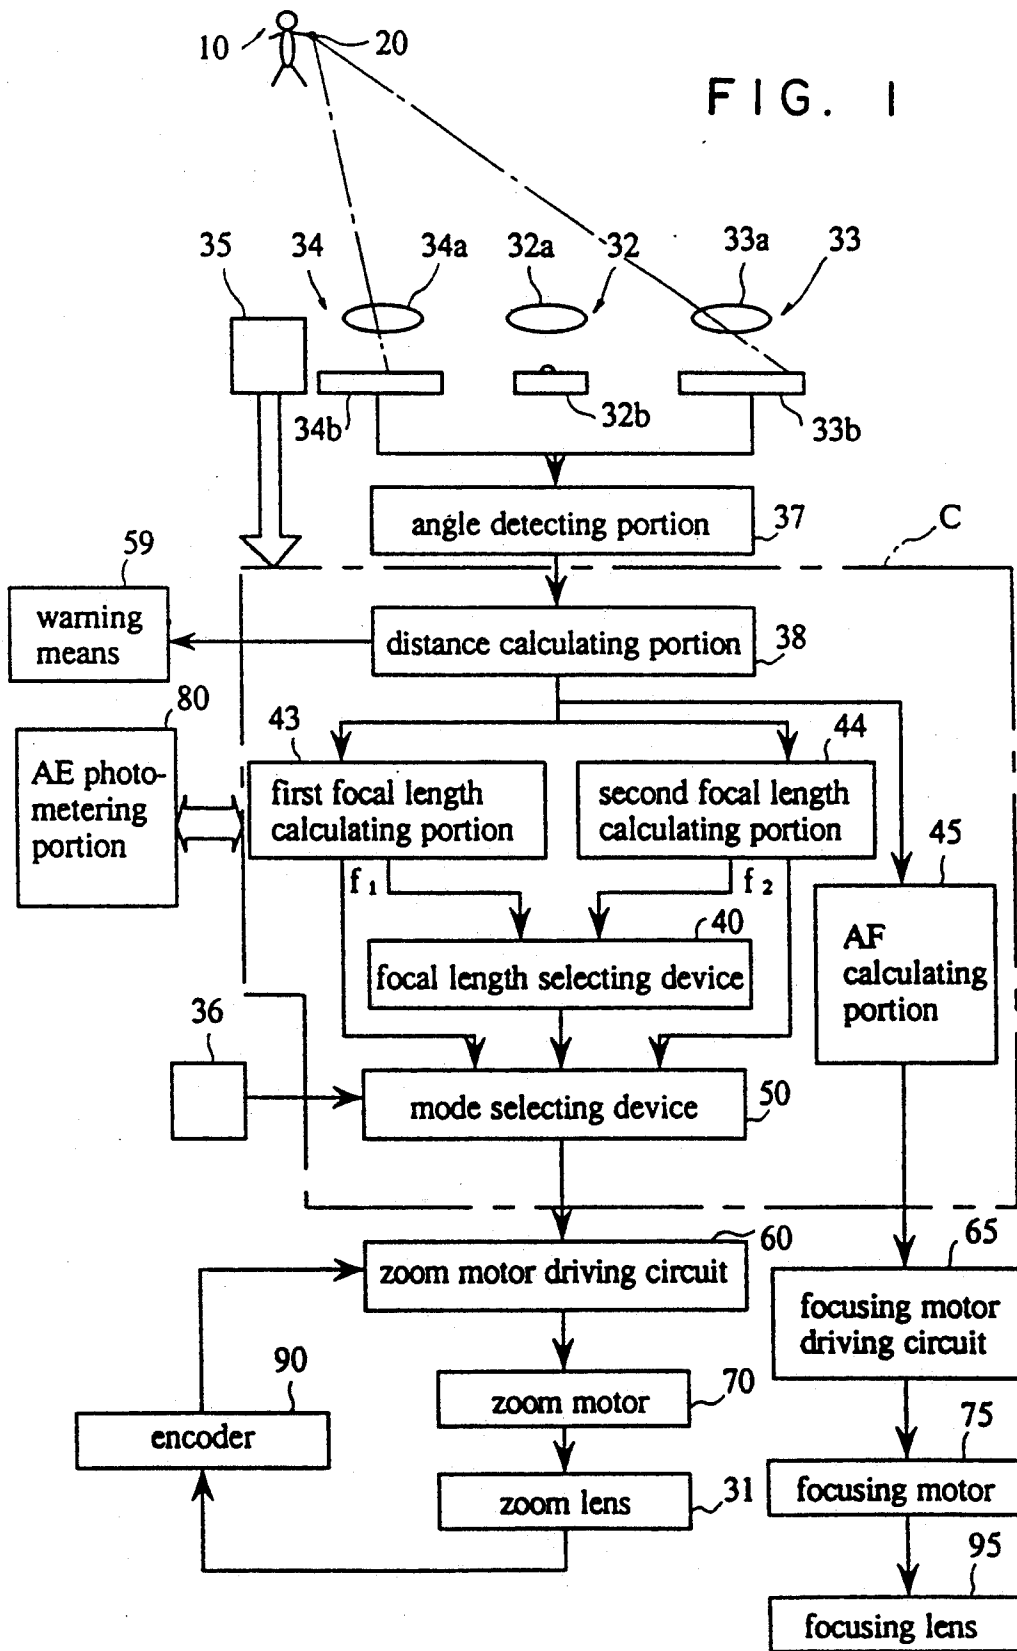 10
20
FIG. 1
35
34
34a
32a
32
33a
33
34b
32b
33b
angle detecting portion
37
C
59
warning
means
distance calculating portion
38
80
AE photo-
metering
portion
43
first focal length
calculating portion
44
second focal length
calculating portion
f1
f2
45
AF
calculating
portion
40
focal length selecting device
36
mode selecting device
50
60
zoom motor driving circuit
65
focusing motor
driving circuit
90
encoder
zoom motor
70
75
focusing motor
zoom lens
31
95
focusing lens